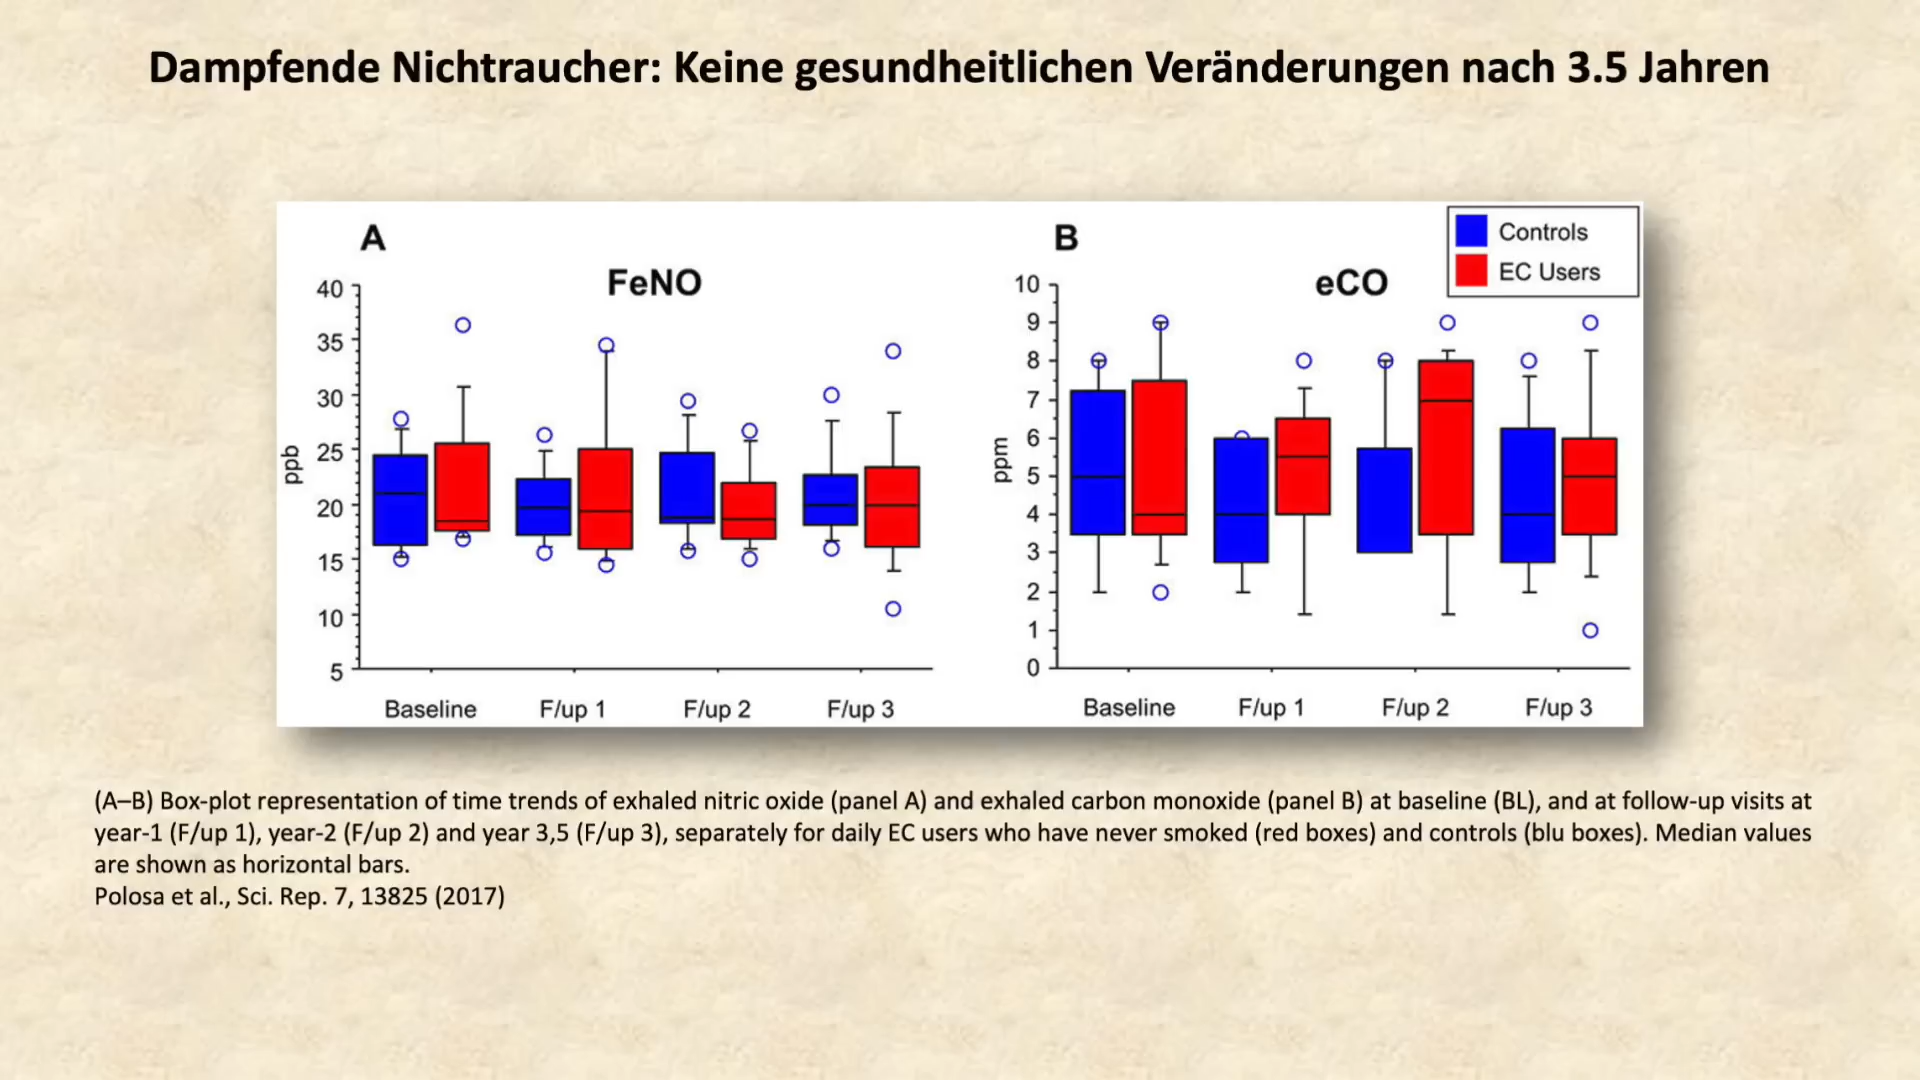 Dampfende Nichtraucher: Keine gesundheitlichen Veränderungen nach 3.5 Jahren
A
FeNO
40
35
30
25
20
15
10
5
ppb
Baseline
F/up 1
F/up 2
F/up 3
B
eCO
Controls
EC Users
10
9
8
7
6
5
4
3
2
1
0
ppm
Baseline
F/up 1
F/up 2
F/up 3
(A–B) Box-plot representation of time trends of exhaled nitric oxide (panel A) and exhaled carbon monoxide (panel B) at baseline (BL), and at follow-up visits at
year-1 (F/up 1), year-2 (F/up 2) and year 3,5 (F/up 3), separately for daily EC users who have never smoked (red boxes) and controls (blu boxes). Median values
are shown as horizontal bars.
Polosa et al., Sci. Rep. 7, 13825 (2017)